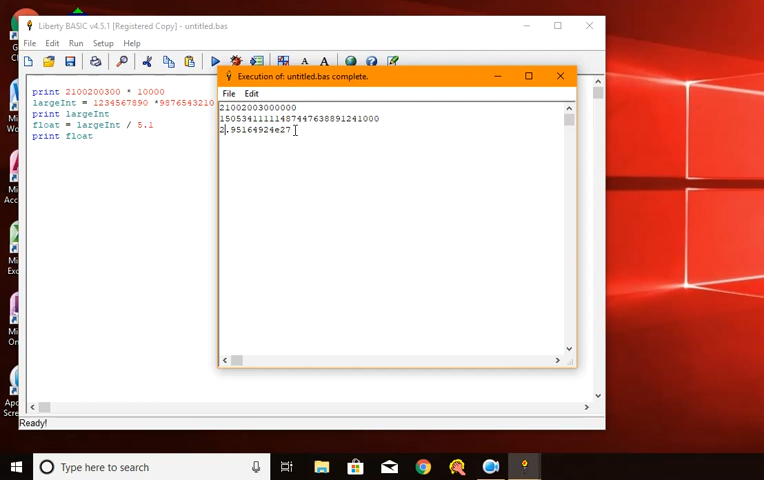 Liberty BASIC v4.5.1 [Registered Copy] - untitled.bas
File Edit Run Setup Help
print 2100200300 * 10000
largeInt = 1234567890 *9876543210
print largeInt
float = largeInt / 5.1
print float
Execution of: untitled.bas complete.
File Edit
21002003000000
15053411111487447638891241000
2.95164924e27
Ready!
Type here to search